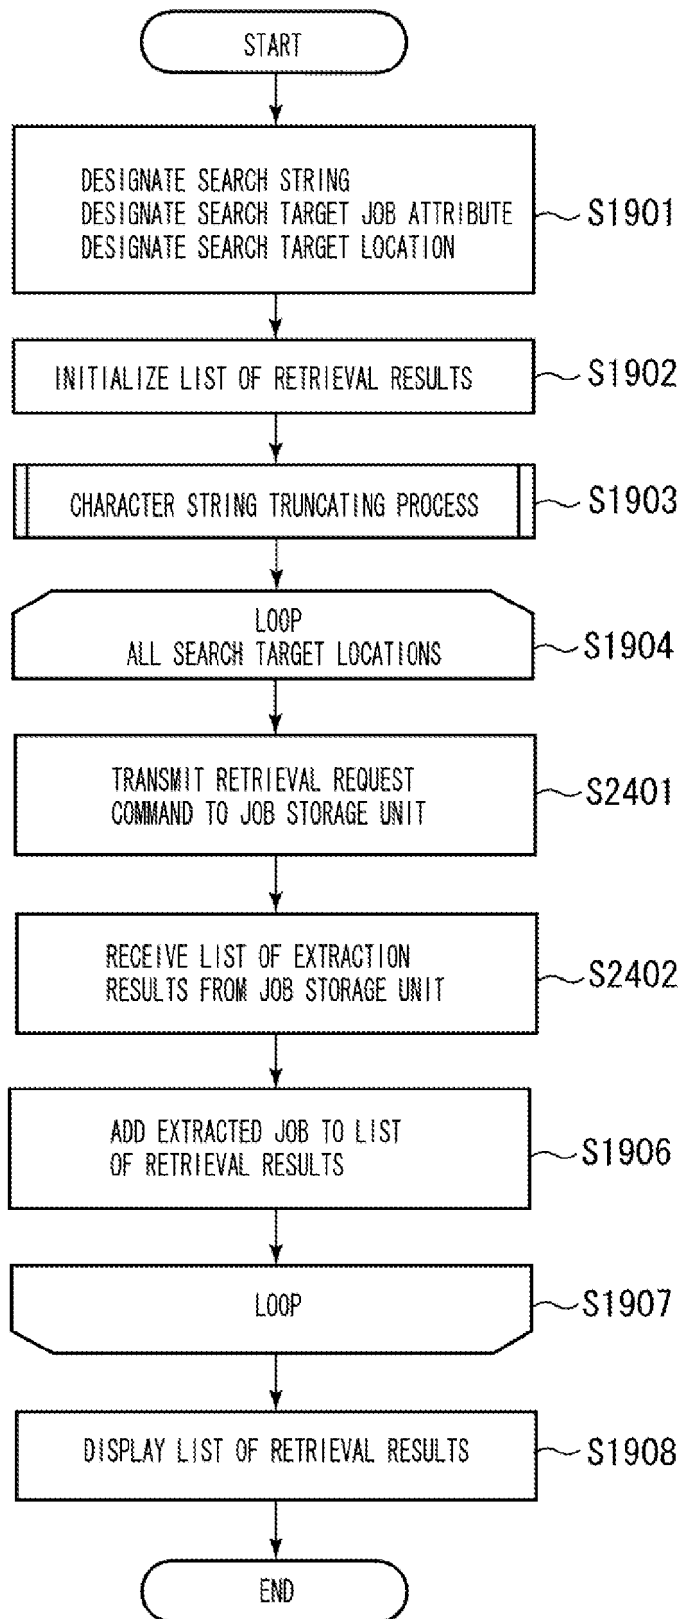 START
DESIGNATE SEARCH STRING
DESIGNATE SEARCH TARGET JOB ATTRIBUTE
DESIGNATE SEARCH TARGET LOCATION
S1901
INITIALIZE LIST OF RETRIEVAL RESULTS
S1902
CHARACTER STRING TRUNCATING PROCESS
S1903
LOOP
ALL SEARCH TARGET LOCATIONS
S1904
TRANSMIT RETRIEVAL REQUEST
COMMAND TO JOB STORAGE UNIT
S2401
RECEIVE LIST OF EXTRACTION
RESULTS FROM JOB STORAGE UNIT
S2402
ADD EXTRACTED JOB TO LIST
OF RETRIEVAL RESULTS
S1906
LOOP
S1907
DISPLAY LIST OF RETRIEVAL RESULTS
S1908
END